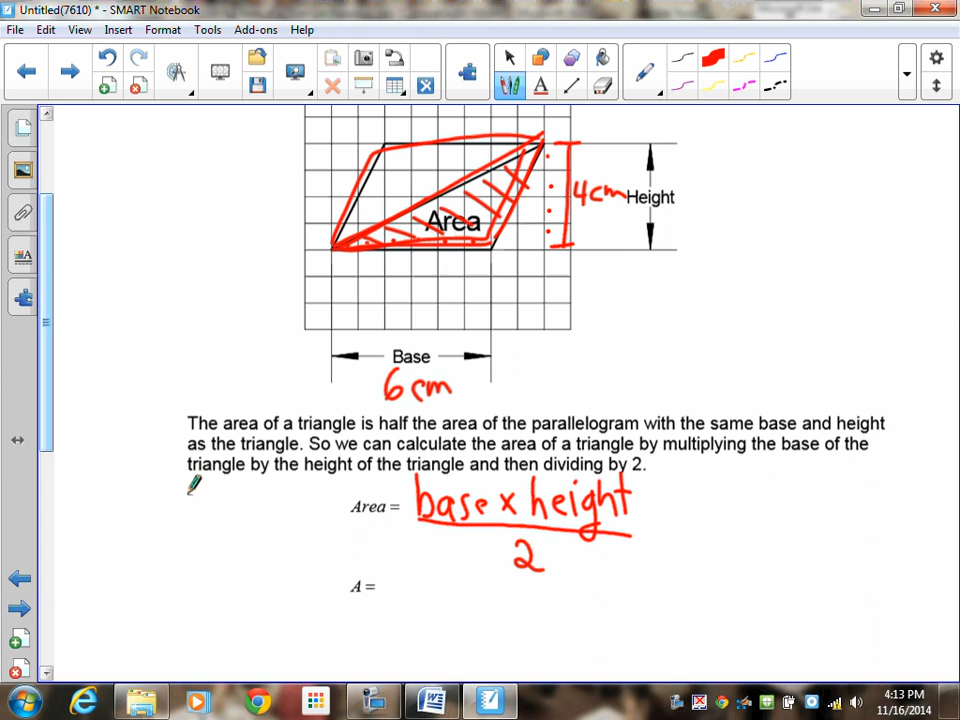 Untitled(7610) * - SMART Notebook
File Edit View Insert Format Tools Add-ons Help
4cm
Height
Area
Base
6 cm
The area of a triangle is half the area of the parallelogram with the same base and height
as the triangle. So we can calculate the area of a triangle by multiplying the base of the
triangle by the height of the triangle and then dividing by 2.
Area = base x height
2
A =
4:13 PM
11/16/2014